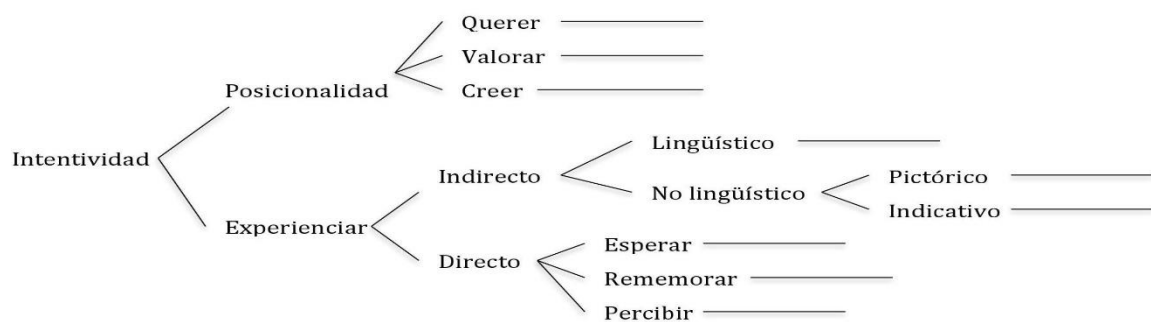 Querer
Valorar
Posicionalidad
Creer
Intentividad
Lingüístico
Indirecto
No lingüístico
Pictórico
Indicativo
Experienciar
Esperar
Directo
Rememorar
Percibir